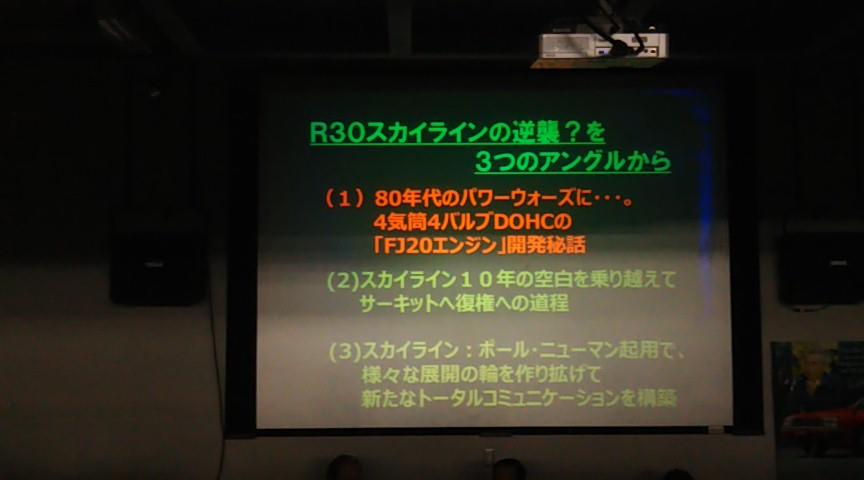 R30スカイラインの逆襲？を
3つのアングルから
（１）80年代のパワーウォーズに･･･。
4気筒4バルブDOHCの
｢FJ20エンジン｣開発秘話
(2)スカイライン１０年の空白を乗り越えて
サーキットへ復権への道程
(3)スカイライン：ポール･ニューマン起用で、
様々な展開の輪を作り拡げて
新たなトータルコミュニケーションを構築